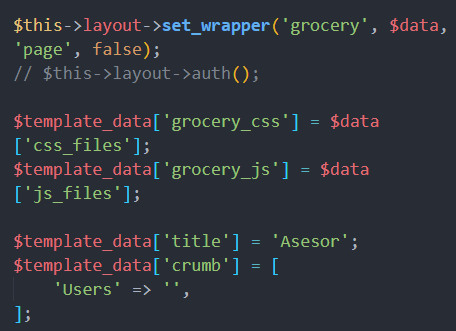 $this->layout->set_wrapper('grocery', $data,
'page', false);
// $this->layout->auth();
$template_data['grocery_css'] = $data
['css_files'];
$template_data['grocery_js'] = $data
['js_files'];
$template_data['title'] = 'Asesor';
$template_data['crumb'] = [
    'Users' => '',
];